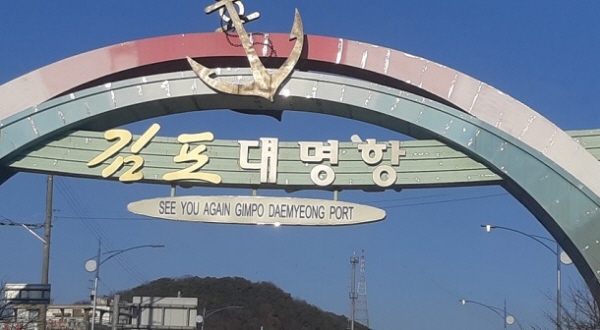 김포 대명항
SEE YOU AGAIN GIMPO DAEMYEONG PORT